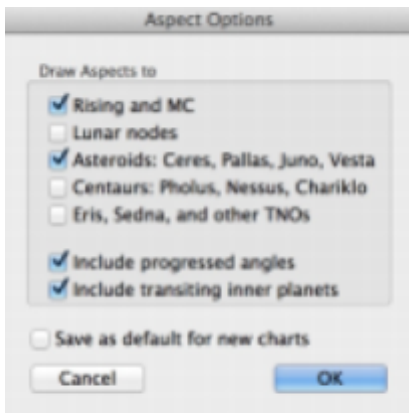 Aspect Options
Draw Aspects to
Rising and MC
Lunar nodes
Asteroids: Ceres, Pallas, Juno, Vesta
Centaurs: Pholus, Nessus, Chariklo
Eris, Sedna, and other TNOs
Include progressed angles
Include transiting inner planets
Save as default for new charts
Cancel OK